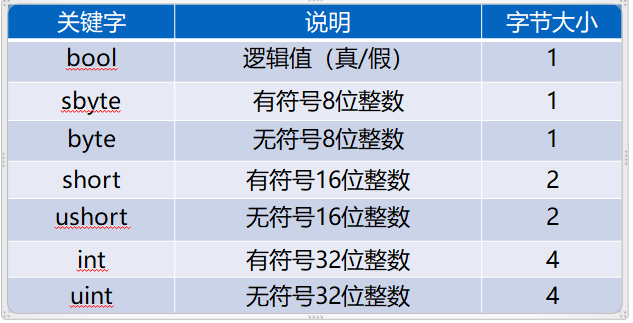 关键字 说明 字节大小
bool 逻辑值（真/假） 1
sbyte 有符号8位整数 1
byte 无符号8位整数 1
short 有符号16位整数 2
ushort 无符号16位整数 2
int 有符号32位整数 4
uint 无符号32位整数 4